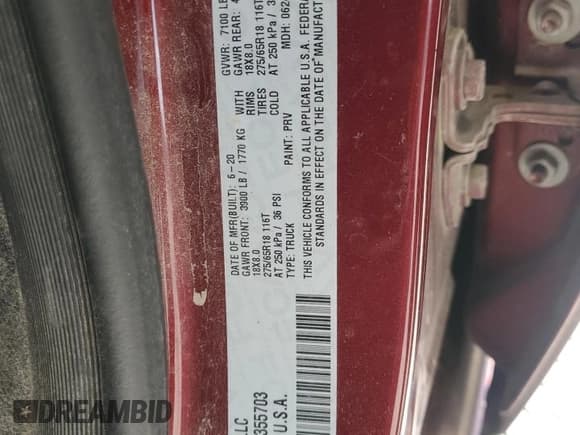 LLC
DATE OF MFR(BUILT): 6-20 GVWR: 7100 LB
GAWR FRONT: 3900 LB / 1770 KG WITH GAWR REAR: 4
18X8.0 RIMS 18X8.0
275/65R18 116T TIRES 275/65R18 116T
AT 250 kPa / 36 PSI COLD AT 250 kPa / 3
TYPE: TRUCK PAINT: PRV MDH: 062
THIS VEHICLE CONFORMS TO ALL APPLICABLE U.S.A. FEDERA
STANDARDS IN EFFECT ON THE DATE OF MANUFACT
355703
U.S.A.
DREAMBID